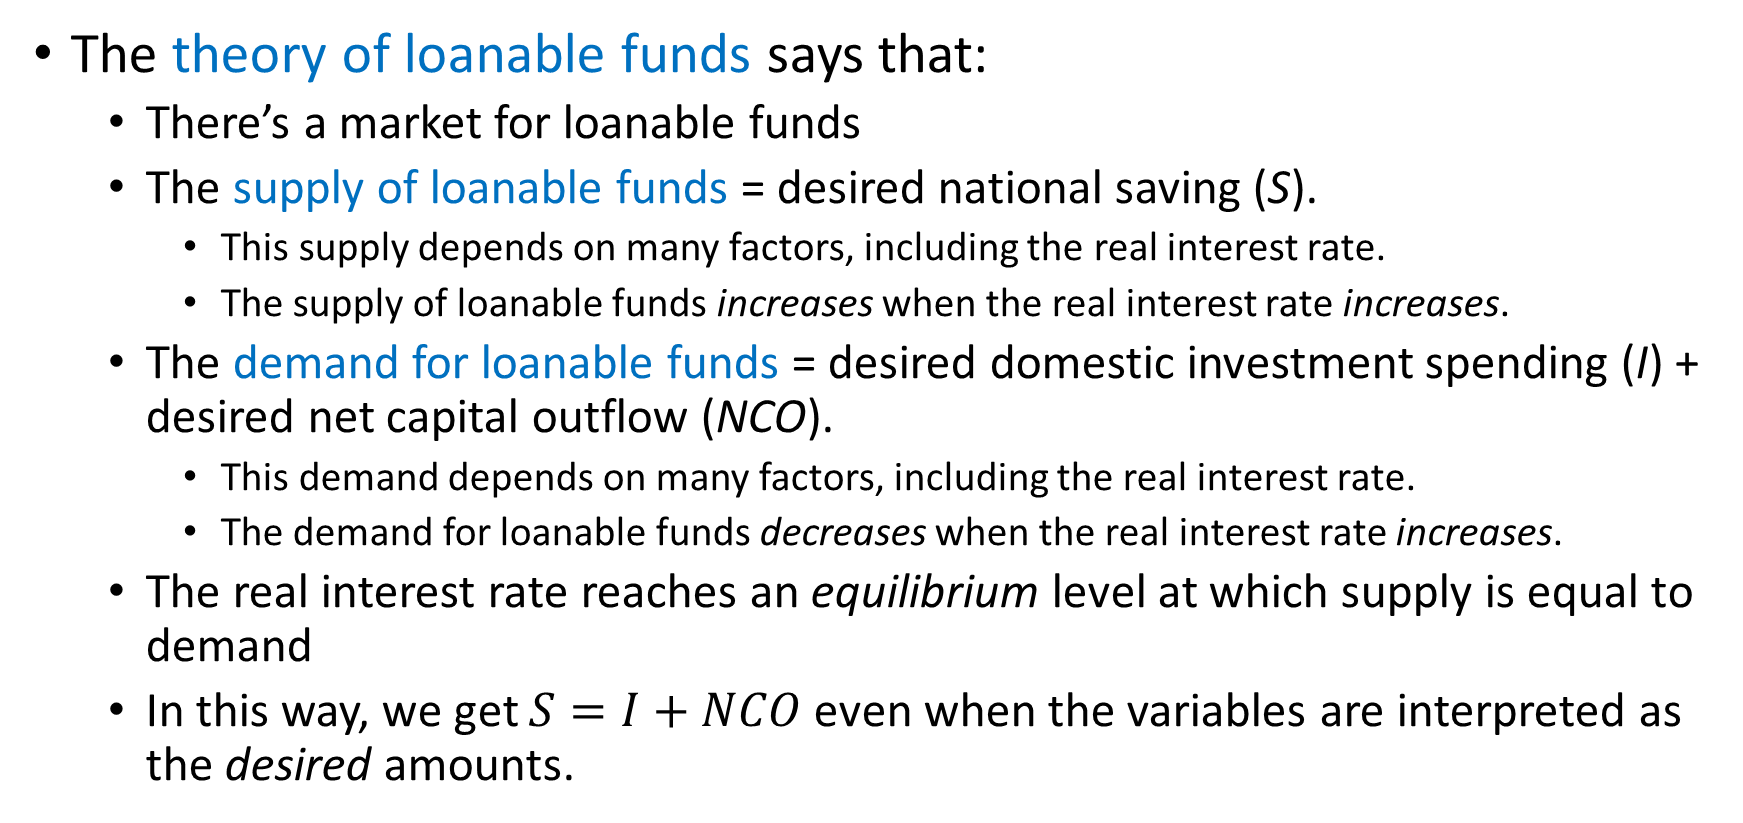 • The theory of loanable funds says that:
• There’s a market for loanable funds
• The supply of loanable funds = desired national saving (S).
• This supply depends on many factors, including the real interest rate.
• The supply of loanable funds increases when the real interest rate increases.
• The demand for loanable funds = desired domestic investment spending (I) +
desired net capital outflow (NCO).
• This demand depends on many factors, including the real interest rate.
• The demand for loanable funds decreases when the real interest rate increases.
• The real interest rate reaches an equilibrium level at which supply is equal to
demand
• In this way, we get S = I + NCO even when the variables are interpreted as
the desired amounts.